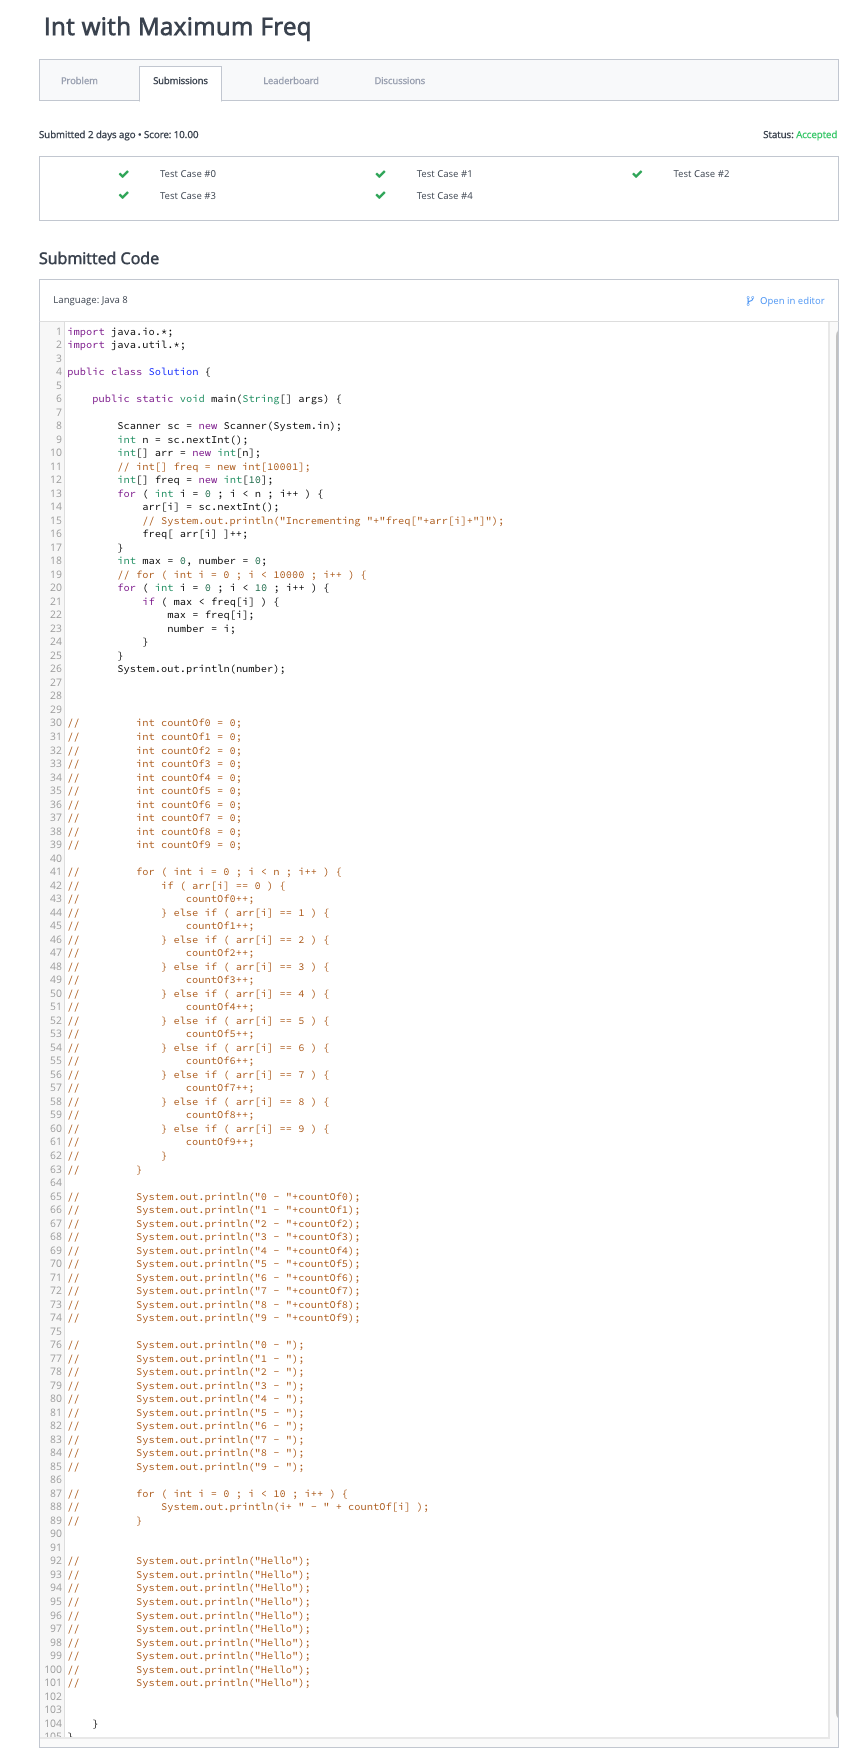 Int with Maximum Freq
Problem Submissions Leaderboard Discussions
Submitted 2 days ago • Score: 10.00 Status: Accepted
Test Case #0 Test Case #1 Test Case #2
Test Case #3 Test Case #4
Submitted Code
Language: Java 8 Open in editor
1 import java.io.*;
2 import java.util.*;
3
4 public class Solution {
5
6     public static void main(String[] args) {
7
8         Scanner sc = new Scanner(System.in);
9         int n = sc.nextInt();
10         int[] arr = new int[n];
11         // int[] freq = new int[10001];
12         int[] freq = new int[10];
13         for ( int i = 0 ; i < n ; i++ ) {
14             arr[i] = sc.nextInt();
15             // System.out.println("Incrementing "+"freq["+arr[i]+"]");
16             freq[ arr[i] ]++;
17         }
18         int max = 0, number = 0;
19         // for ( int i = 0 ; i < 10000 ; i++ ) {
20         for ( int i = 0 ; i < 10 ; i++ ) {
21             if ( max < freq[i] ) {
22                 max = freq[i];
23                 number = i;
24             }
25         }
26         System.out.println(number);
27
28
29
30 //         int countOf0 = 0;
31 //         int countOf1 = 0;
32 //         int countOf2 = 0;
33 //         int countOf3 = 0;
34 //         int countOf4 = 0;
35 //         int countOf5 = 0;
36 //         int countOf6 = 0;
37 //         int countOf7 = 0;
38 //         int countOf8 = 0;
39 //         int countOf9 = 0;
40
41 //         for ( int i = 0 ; i < n ; i++ ) {
42 //             if ( arr[i] == 0 ) {
43 //                 countOf0++;
44 //             } else if ( arr[i] == 1 ) {
45 //                 countOf1++;
46 //             } else if ( arr[i] == 2 ) {
47 //                 countOf2++;
48 //             } else if ( arr[i] == 3 ) {
49 //                 countOf3++;
50 //             } else if ( arr[i] == 4 ) {
51 //                 countOf4++;
52 //             } else if ( arr[i] == 5 ) {
53 //                 countOf5++;
54 //             } else if ( arr[i] == 6 ) {
55 //                 countOf6++;
56 //             } else if ( arr[i] == 7 ) {
57 //                 countOf7++;
58 //             } else if ( arr[i] == 8 ) {
59 //                 countOf8++;
60 //             } else if ( arr[i] == 9 ) {
61 //                 countOf9++;
62 //             }
63 //         }
64
65 //         System.out.println("0 - "+countOf0);
66 //         System.out.println("1 - "+countOf1);
67 //         System.out.println("2 - "+countOf2);
68 //         System.out.println("3 - "+countOf3);
69 //         System.out.println("4 - "+countOf4);
70 //         System.out.println("5 - "+countOf5);
71 //         System.out.println("6 - "+countOf6);
72 //         System.out.println("7 - "+countOf7);
73 //         System.out.println("8 - "+countOf8);
74 //         System.out.println("9 - "+countOf9);
75
76 //         System.out.println("0 - ");
77 //         System.out.println("1 - ");
78 //         System.out.println("2 - ");
79 //         System.out.println("3 - ");
80 //         System.out.println("4 - ");
81 //         System.out.println("5 - ");
82 //         System.out.println("6 - ");
83 //         System.out.println("7 - ");
84 //         System.out.println("8 - ");
85 //         System.out.println("9 - ");
86
87 //         for ( int i = 0 ; i < 10 ; i++ ) {
88 //             System.out.println(i+ " - " + countOf[i] );
89 //         }
90
91
92 //         System.out.println("Hello");
93 //         System.out.println("Hello");
94 //         System.out.println("Hello");
95 //         System.out.println("Hello");
96 //         System.out.println("Hello");
97 //         System.out.println("Hello");
98 //         System.out.println("Hello");
99 //         System.out.println("Hello");
100 //         System.out.println("Hello");
101 //         System.out.println("Hello");
102
103
104     }
105 }